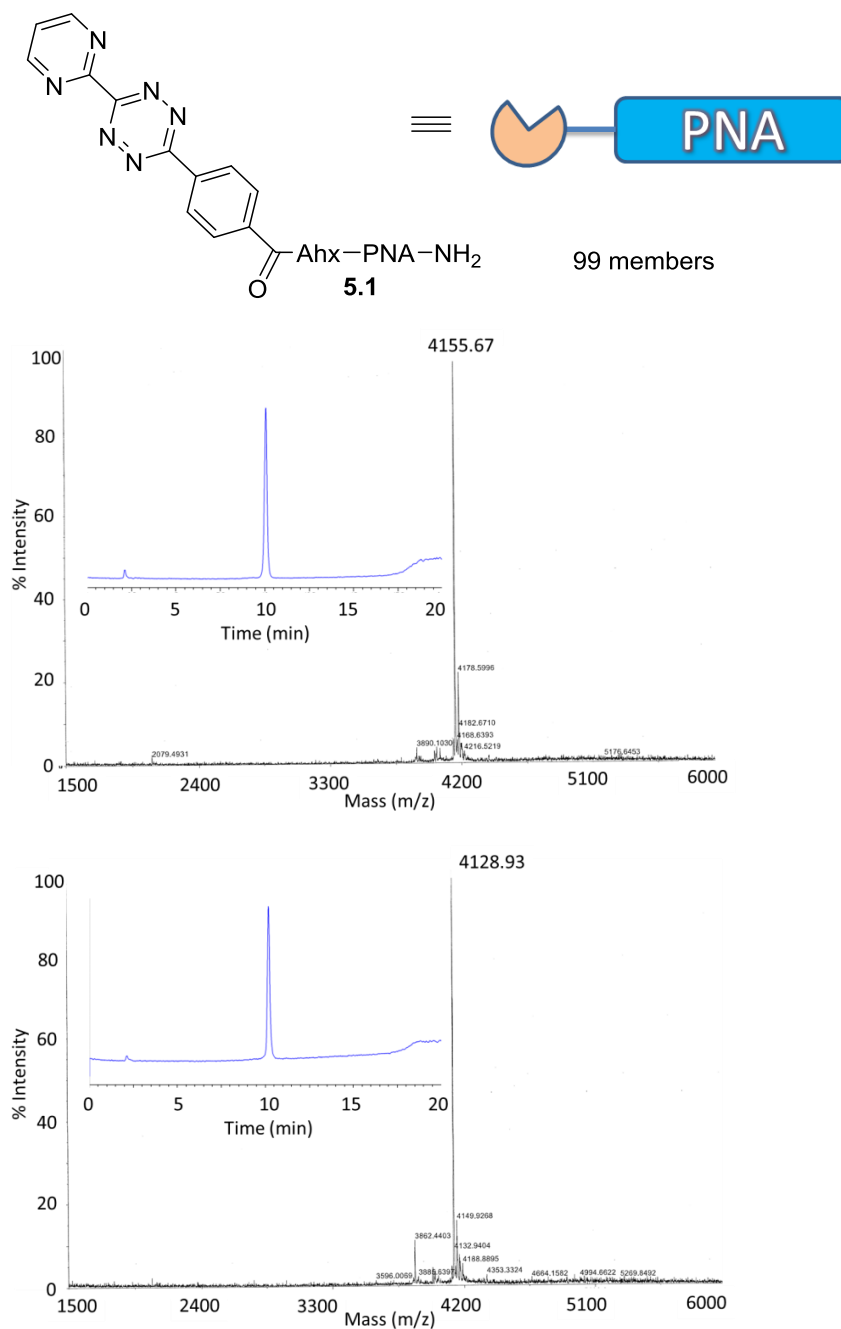 N
N
N
N
N
N
PNA
O
Ahx–PNA–NH2
5.1
99 members
4155.67
100
80
60
40
20
0
% Intensity
0 5 10 15 20
Time (min)
2079.4931
3890.1030
4178.5996
4182.6710
4168.6393
4216.5219
5176.6453
1500 2400 3300 4200 5100 6000
Mass (m/z)
4128.93
100
80
60
40
20
0
% Intensity
0 5 10 15 20
Time (min)
3596.0069
3862.4403
4149.9268
4132.9404
4188.8895
4353.3324
4664.1582
4994.6622
5269.8492
1500 2400 3300 4200 5100 6000
Mass (m/z)